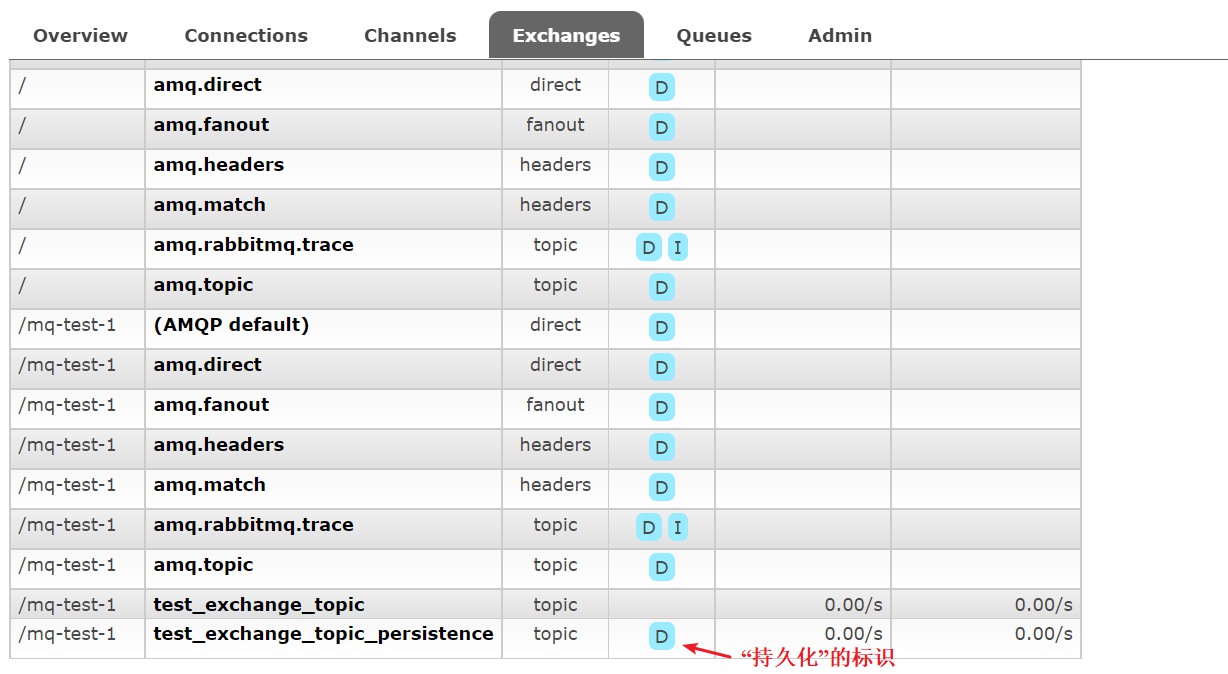 Overview Connections Channels Exchanges Queues Admin
/ amq.direct direct D
/ amq.fanout fanout D
/ amq.headers headers D
/ amq.match headers D
/ amq.rabbitmq.trace topic D I
/ amq.topic topic D
/mq-test-1 (AMQP default) direct D
/mq-test-1 amq.direct direct D
/mq-test-1 amq.fanout fanout D
/mq-test-1 amq.headers headers D
/mq-test-1 amq.match headers D
/mq-test-1 amq.rabbitmq.trace topic D I
/mq-test-1 amq.topic topic D
/mq-test-1 test_exchange_topic topic 0.00/s 0.00/s
/mq-test-1 test_exchange_topic_persistence topic D 0.00/s 0.00/s
“持久化”的标识